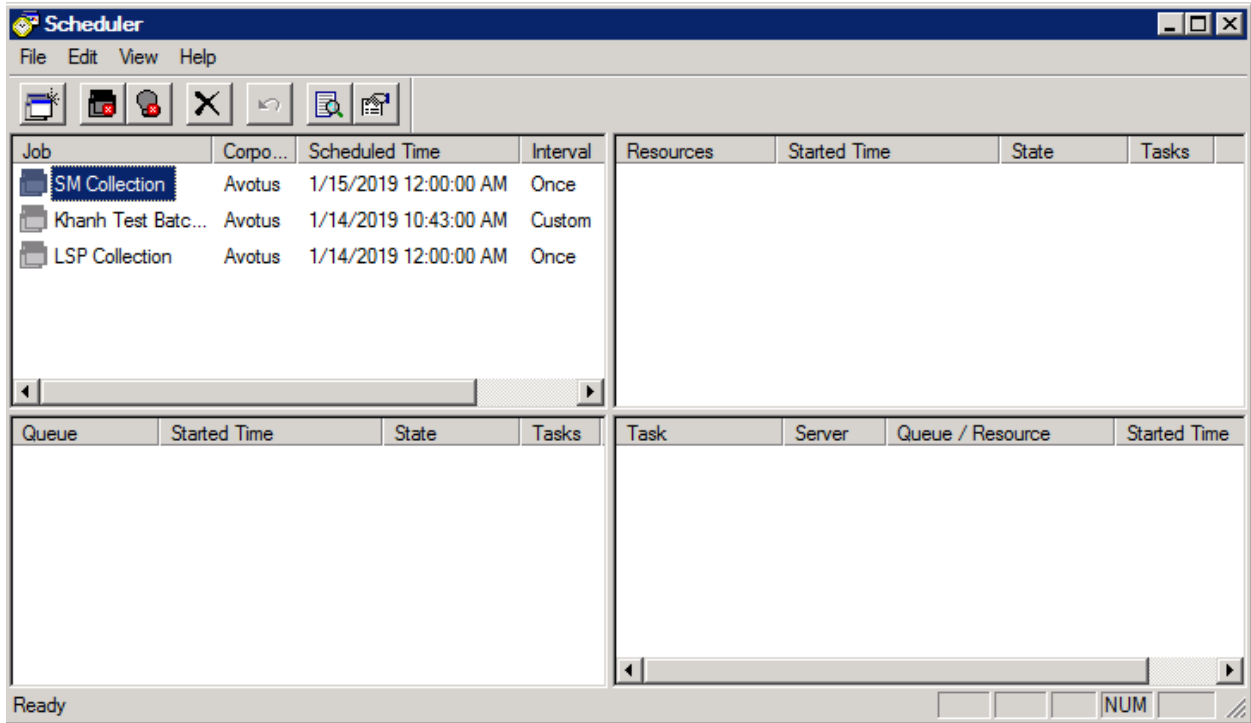 Scheduler
File Edit View Help
Job Corpo... Scheduled Time Interval
SM Collection Avotus 1/15/2019 12:00:00 AM Once
Khanh Test Batc... Avotus 1/14/2019 10:43:00 AM Custom
LSP Collection Avotus 1/14/2019 12:00:00 AM Once
Resources Started Time State Tasks
Queue Started Time State Tasks
Task Server Queue / Resource Started Time
Ready NUM